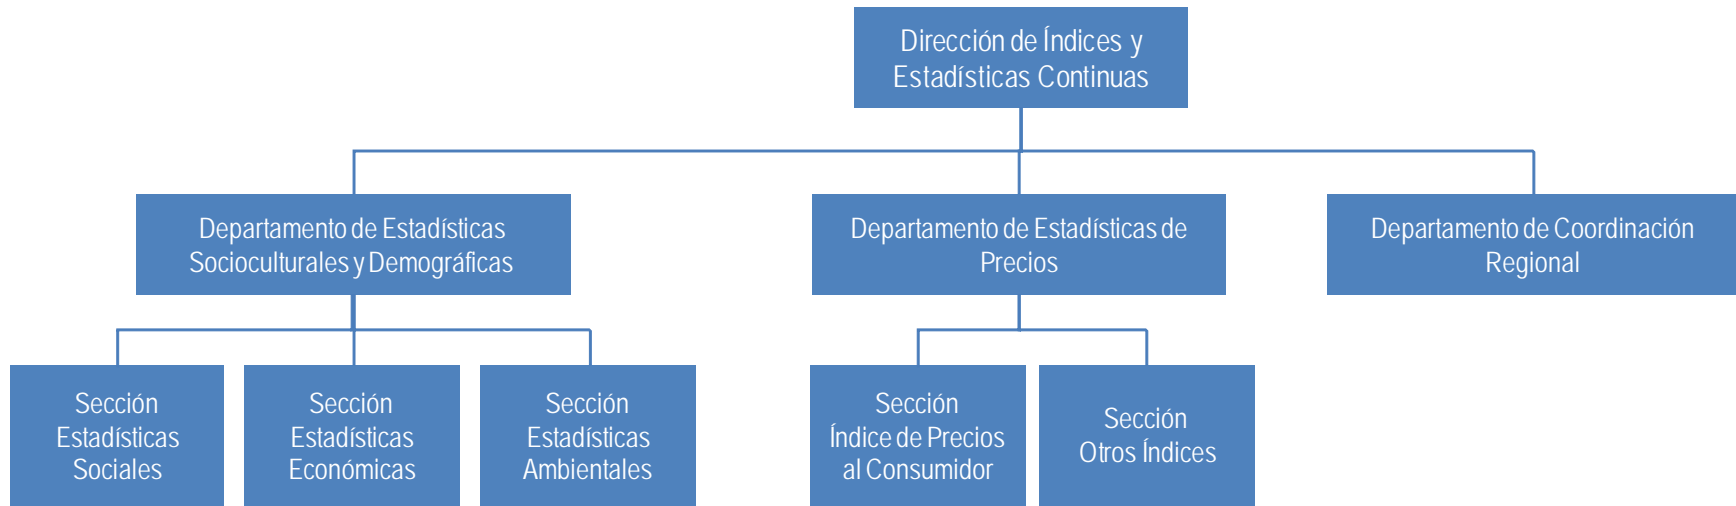 Dirección de Índices y
Estadísticas Continuas
Departamento de Estadísticas
Socioculturales y Demográficas
Departamento de Estadísticas de
Precios
Departamento de Coordinación
Regional
Sección
Estadísticas
Sociales
Sección
Estadísticas
Económicas
Sección
Estadísticas
Ambientales
Sección
Índice de Precios
al Consumidor
Sección
Otros Índices